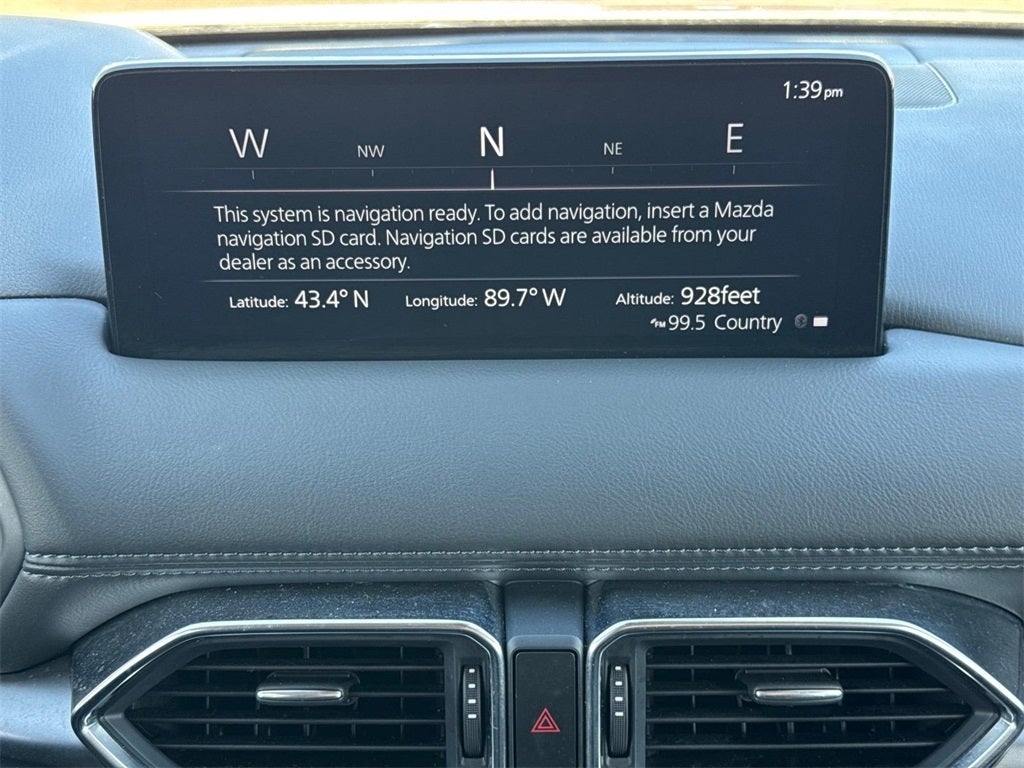 1:39pm
W NW N NE E
This system is navigation ready. To add navigation, insert a Mazda
navigation SD card. Navigation SD cards are available from your
dealer as an accessory.
Latitude: 43.4° N Longitude: 89.7° W Altitude: 928feet
FM 99.5 Country